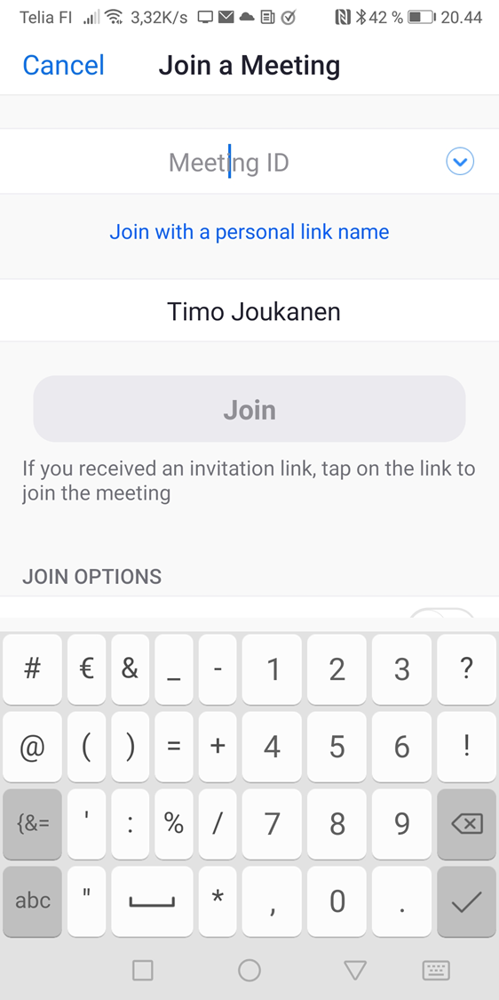 Telia FI 3,32K/s 42 % 20.44
Cancel Join a Meeting
Meeting ID
Join with a personal link name
Timo Joukanen
Join
If you received an invitation link, tap on the link to
join the meeting
JOIN OPTIONS
# € & _ - 1 2 3 ?
@ ( ) = + 4 5 6 !
{&= ' : % / 7 8 9
abc " * , 0 .